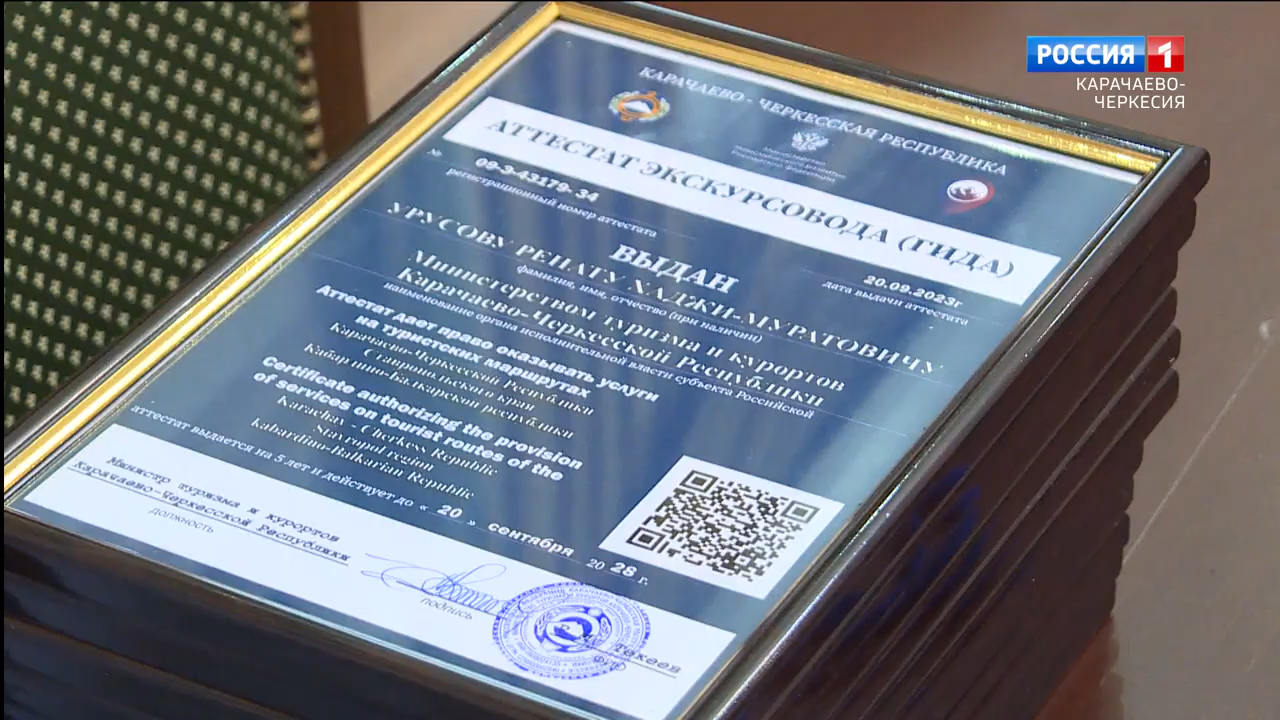 РОССИЯ 1
КАРАЧАЕВО-
ЧЕРКЕСИЯ
КАРАЧАЕВО - ЧЕРКЕССКАЯ РЕСПУБЛИКА
Министерство
экономического развития
Российской Федерации
АТТЕСТАТ ЭКСКУРСОВОДА (ГИДА)
№ 09-3-43179-34
регистрационный номер аттестата
20.09.2023г
дата выдачи аттестата
ВЫДАН
УРУСОВУ РЕНАТУ ХАДЖИ-МУРАТОВИЧУ
фамилия, имя, отчество (при наличии)
Министерством туризма и курортов
Карачаево-Черкесской Республики
наименование органа исполнительной власти субъекта Российской
Аттестат дает право оказывать услуги
на туристских маршрутах
Карачаево-Черкесской Республики
Ставропольского края
Кабардино-Балкарской республики
Certificate authorizing the provision
of services on tourist routes of the
Karachay - Cherkess Republic
Stavropol region
Kabardino-Balkarian Republic
аттестат выдается на 5 лет и действует до « 20 » сентября 20 28 г.
Министр туризма и курортов
Карачаево-Черкесской Республики
должность
подпись